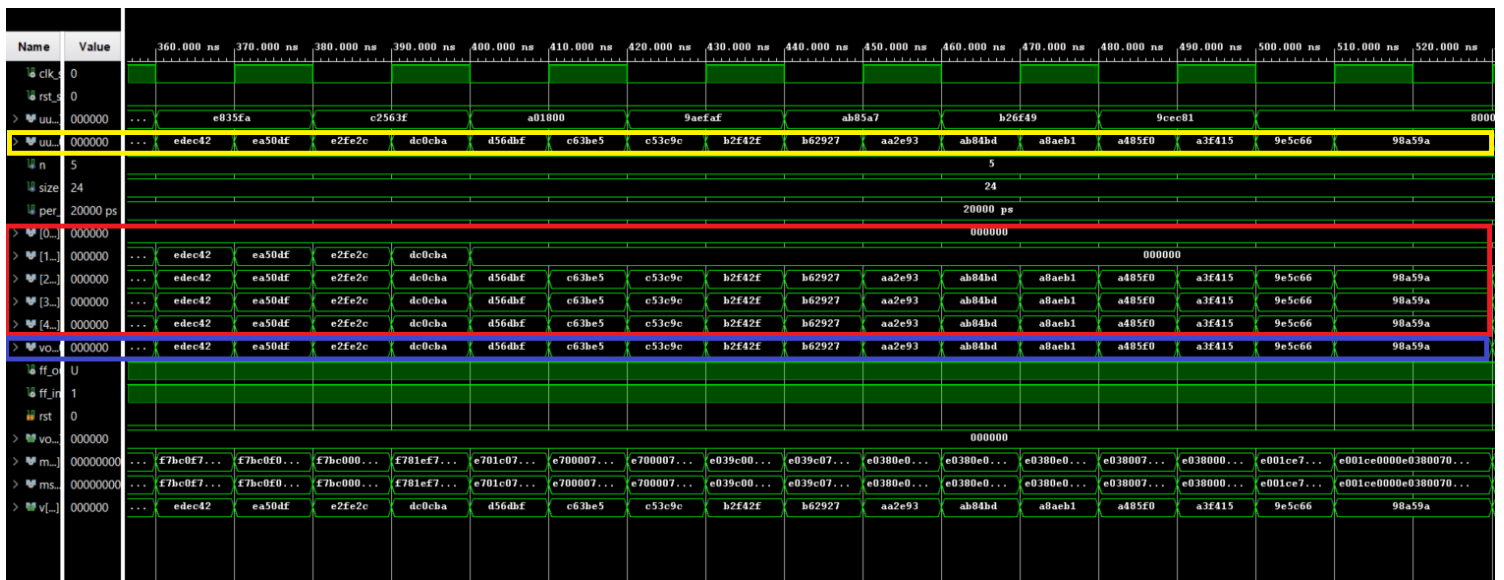 Name Value 360.000 ns 370.000 ns 380.000 ns 390.000 ns 400.000 ns 410.000 ns 420.000 ns 430.000 ns 440.000 ns 450.000 ns 460.000 ns 470.000 ns 480.000 ns 490.000 ns 500.000 ns 510.000 ns 520.000 ns
clk_s 0
rst_s 0
> uu... 000000 ... e835fa c2563f a01800 9aefaf ab85a7 b26f49 9cec81 8000
> uu... 000000 ... edec42 ea50df e2fe2c dc0cba d56dbf c63be5 c53c9c b2f42f b62927 aa2e93 ab84bd a8aeb1 a485f0 a3f415 9e5c66 98a59a
n 5 5
size 24 24
per_ 20000 ps 20000 ps
> [0...] 000000 000000
> [1...] 000000 ... edec42 ea50df e2fe2c dc0cba 000000
> [2...] 000000 ... edec42 ea50df e2fe2c dc0cba d56dbf c63be5 c53c9c b2f42f b62927 aa2e93 ab84bd a8aeb1 a485f0 a3f415 9e5c66 98a59a
> [3...] 000000 ... edec42 ea50df e2fe2c dc0cba d56dbf c63be5 c53c9c b2f42f b62927 aa2e93 ab84bd a8aeb1 a485f0 a3f415 9e5c66 98a59a
> [4...] 000000 ... edec42 ea50df e2fe2c dc0cba d56dbf c63be5 c53c9c b2f42f b62927 aa2e93 ab84bd a8aeb1 a485f0 a3f415 9e5c66 98a59a
> vo... 000000 ... edec42 ea50df e2fe2c dc0cba d56dbf c63be5 c53c9c b2f42f b62927 aa2e93 ab84bd a8aeb1 a485f0 a3f415 9e5c66 98a59a
ff_o U
ff_in 1
rst 0
> vo... 000000 000000
> m...] 00000000 ... f7bc0f7... f7bc0f0... f7bc000... f781ef7... e701c07... e700007... e700007... e039c00... e039c07... e0380e0... e0380e0... e0380e0... e038007... e038000... e001ce7... e001ce0000e0380070...
> ms... 00000000 ... f7bc0f7... f7bc0f0... f7bc000... f781ef7... e701c07... e700007... e700007... e039c00... e039c07... e0380e0... e0380e0... e0380e0... e038007... e038000... e001ce7... e001ce0000e0380070...
> v[...] 000000 ... edec42 ea50df e2fe2c dc0cba d56dbf c63be5 c53c9c b2f42f b62927 aa2e93 ab84bd a8aeb1 a485f0 a3f415 9e5c66 98a59a